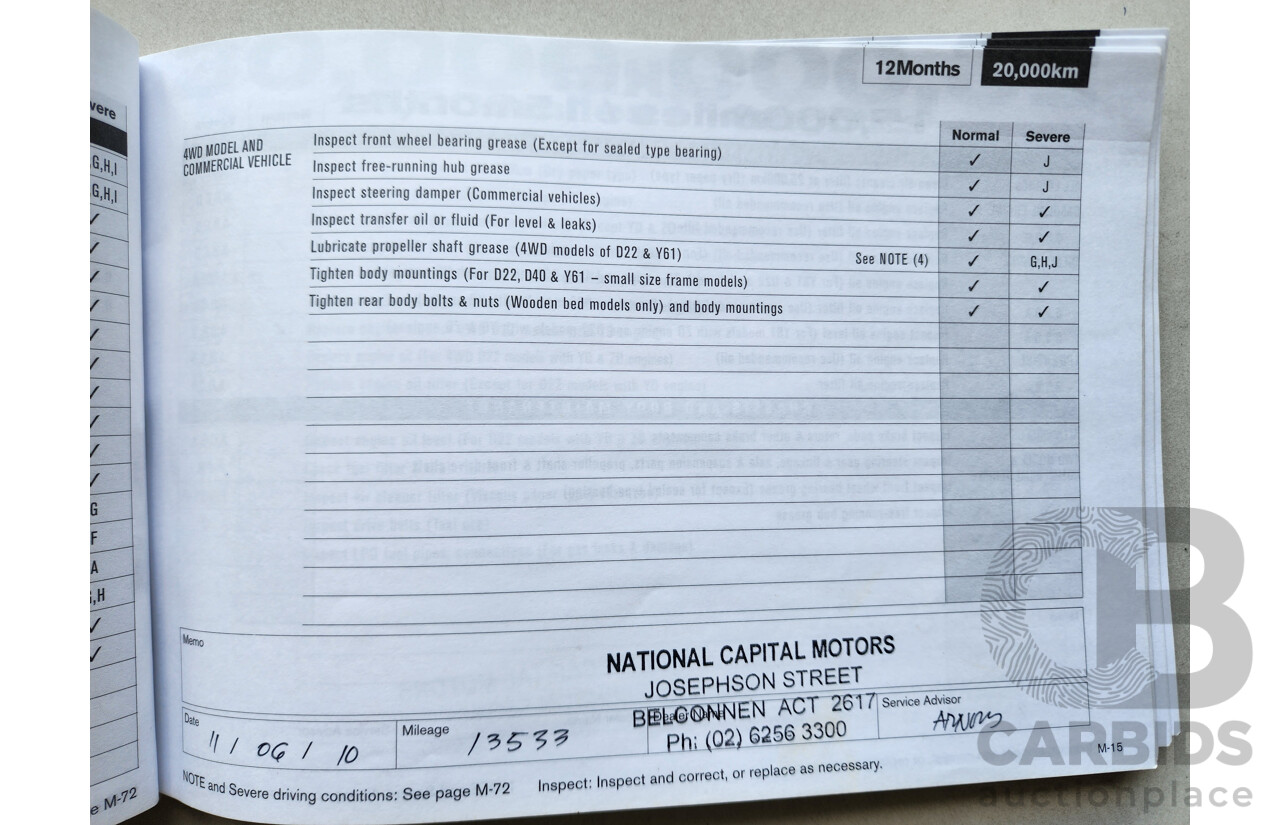 vere
G,H,I
G,H,I
✓
✓
✓
✓
✓
✓
✓
✓
✓
✓
G
F
A
G,H
✓
✓
e M-72
12Months 20,000km
Normal Severe
4WD MODEL AND
COMMERCIAL VEHICLE
Inspect front wheel bearing grease (Except for sealed type bearing) ✓ J
Inspect free-running hub grease ✓ J
Inspect steering damper (Commercial vehicles) ✓ ✓
Inspect transfer oil or fluid (For level & leaks) ✓ ✓
Lubricate propeller shaft grease (4WD models of D22 & Y61) See NOTE (4) ✓ G,H,J
Tighten body mountings (For D22, D40 & Y61 – small size frame models) ✓ ✓
Tighten rear body bolts & nuts (Wooden bed models only) and body mountings ✓ ✓
Memo
NATIONAL CAPITAL MOTORS
JOSEPHSON STREET
BELCONNEN ACT 2617
Ph: (02) 6256 3300
Date
11 / 06 / 10
Mileage
13533
Dealer Name
Service Advisor
NOTE and Severe driving conditions: See page M-72 Inspect: Inspect and correct, or replace as necessary.
M-15
CB
CARBIDS
auctionplace